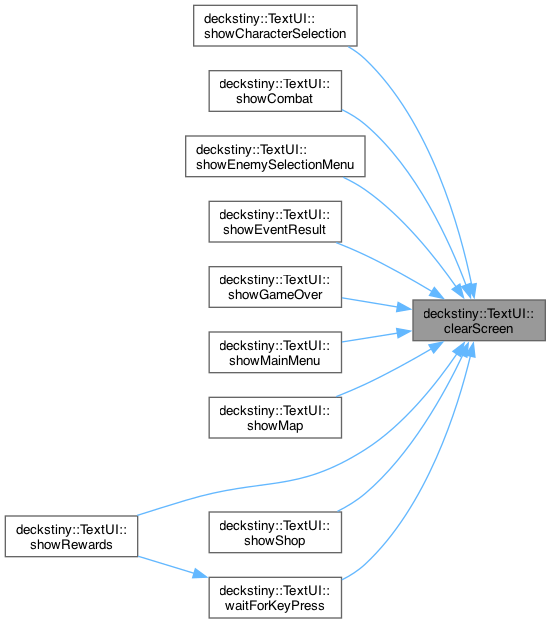 deckstiny::TextUI::
showCharacterSelection
deckstiny::TextUI::
showCombat
deckstiny::TextUI::
showEnemySelectionMenu
deckstiny::TextUI::
showEventResult
deckstiny::TextUI::
showGameOver
deckstiny::TextUI::
clearScreen
deckstiny::TextUI::
showMainMenu
deckstiny::TextUI::
showMap
deckstiny::TextUI::
showRewards
deckstiny::TextUI::
showShop
deckstiny::TextUI::
waitForKeyPress